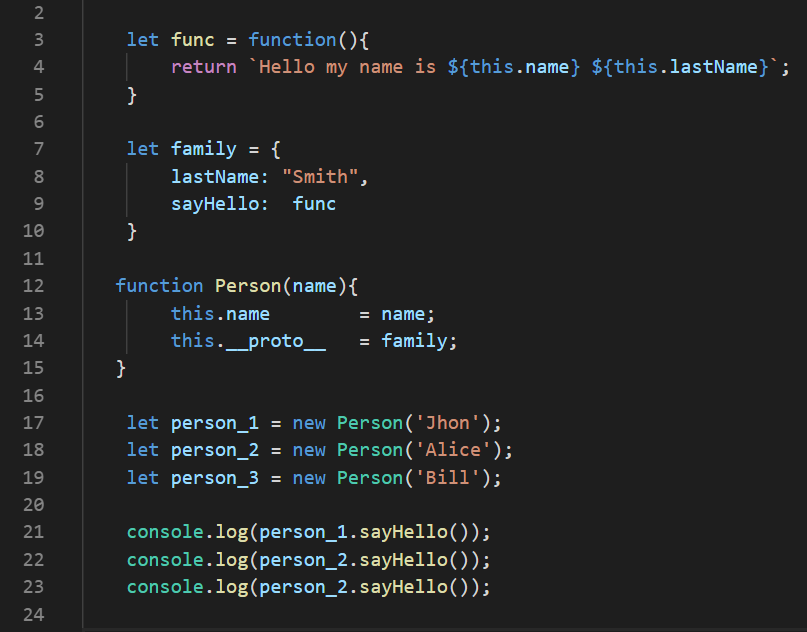 2
3 let func = function(){
4 return `Hello my name is ${this.name} ${this.lastName}`;
5 }
6
7 let family = {
8 lastName: "Smith",
9 sayHello:  func
10 }
11
12 function Person(name){
13 this.name        = name;
14 this.__proto__   = family;
15 }
16
17 let person_1 = new Person('Jhon');
18 let person_2 = new Person('Alice');
19 let person_3 = new Person('Bill');
20
21 console.log(person_1.sayHello());
22 console.log(person_2.sayHello());
23 console.log(person_2.sayHello());
24